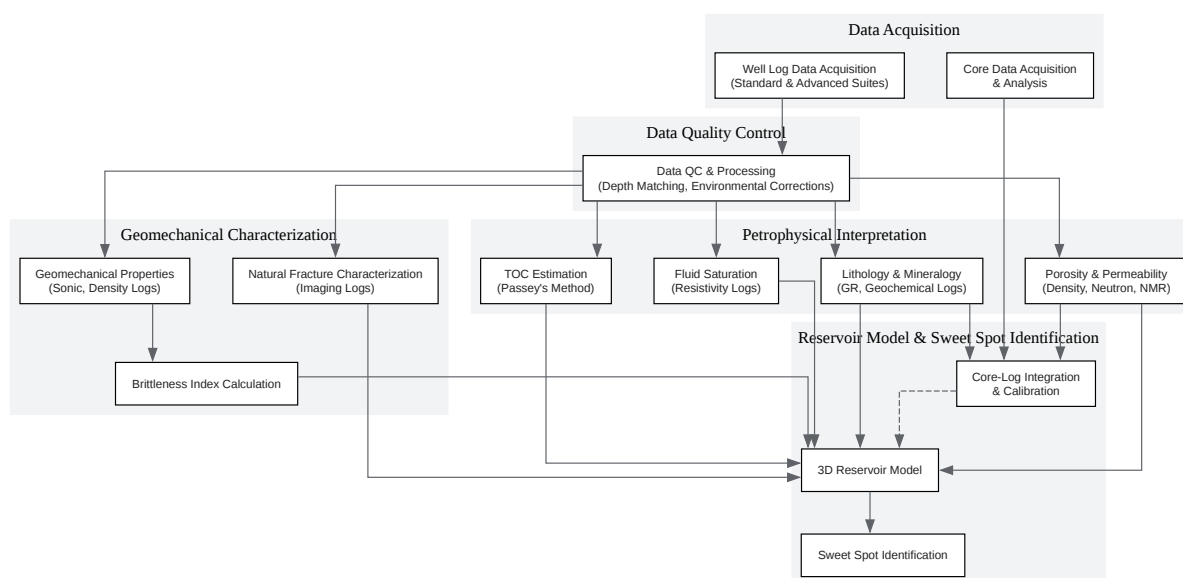 Data Acquisition
Well Log Data Acquisition
(Standard & Advanced Suites)
Core Data Acquisition
& Analysis
Data Quality Control
Data QC & Processing
(Depth Matching, Environmental Corrections)
Geomechanical Characterization
Petrophysical Interpretation
Geomechanical Properties
(Sonic, Density Logs)
Natural Fracture Characterization
(Imaging Logs)
TOC Estimation
(Passey's Method)
Fluid Saturation
(Resistivity Logs)
Lithology & Mineralogy
(GR, Geochemical Logs)
Porosity & Permeability
(Density, Neutron, NMR)
Reservoir Model & Sweet Spot Identification
Brittleness Index Calculation
Core-Log Integration
& Calibration
3D Reservoir Model
Sweet Spot Identification